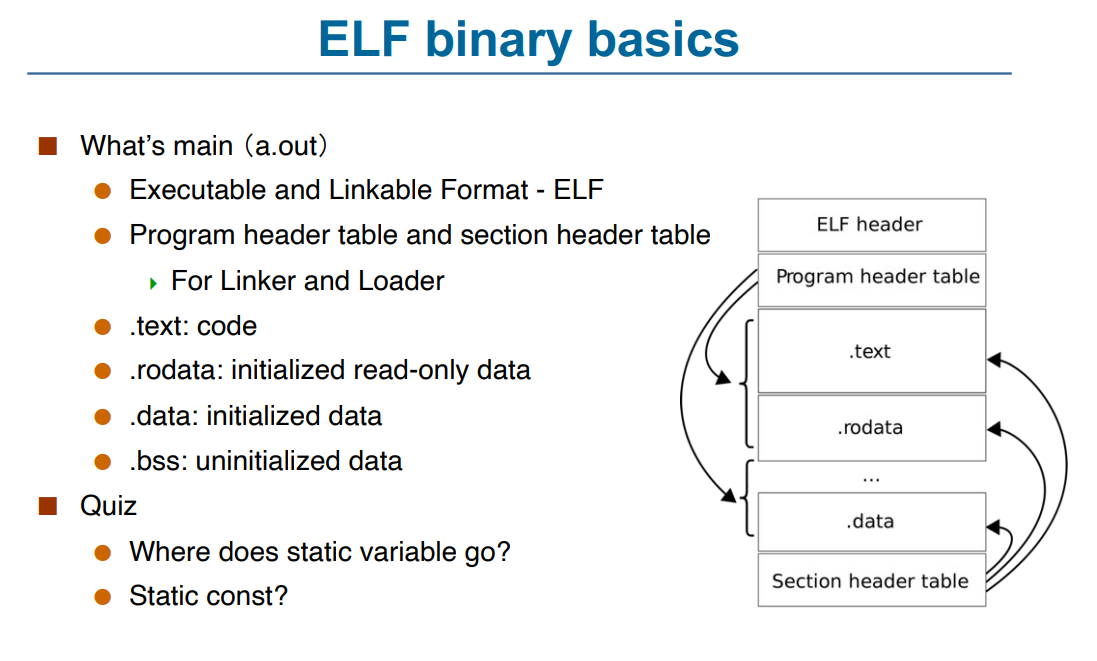 ELF binary basics
What's main（a.out）
Executable and Linkable Format - ELF
Program header table and section header table
For Linker and Loader
.text: code
.rodata: initialized read-only data
.data: initialized data
.bss: uninitialized data
Quiz
Where does static variable go?
Static const?
ELF header
Program header table
.text
.rodata
...
.data
Section header table